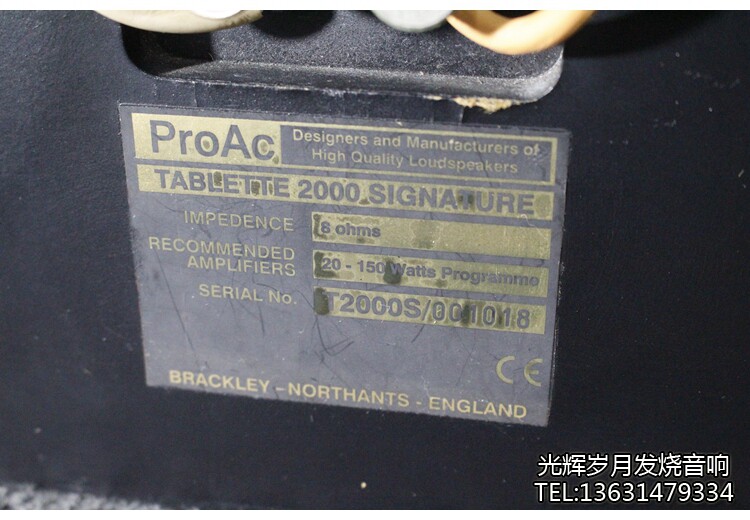 ProAc
Designers and Manufacturers of
High Quality Loudspeakers
TABLETTE 2000 SIGNATURE
IMPEDENCE 8 ohms
RECOMMENDED
AMPLIFIERS 20 - 150 Watts Programme
SERIAL No. T2000S/001018
CE
BRACKLEY - NORTHANTS - ENGLAND
光辉岁月发烧音响
TEL:13631479334